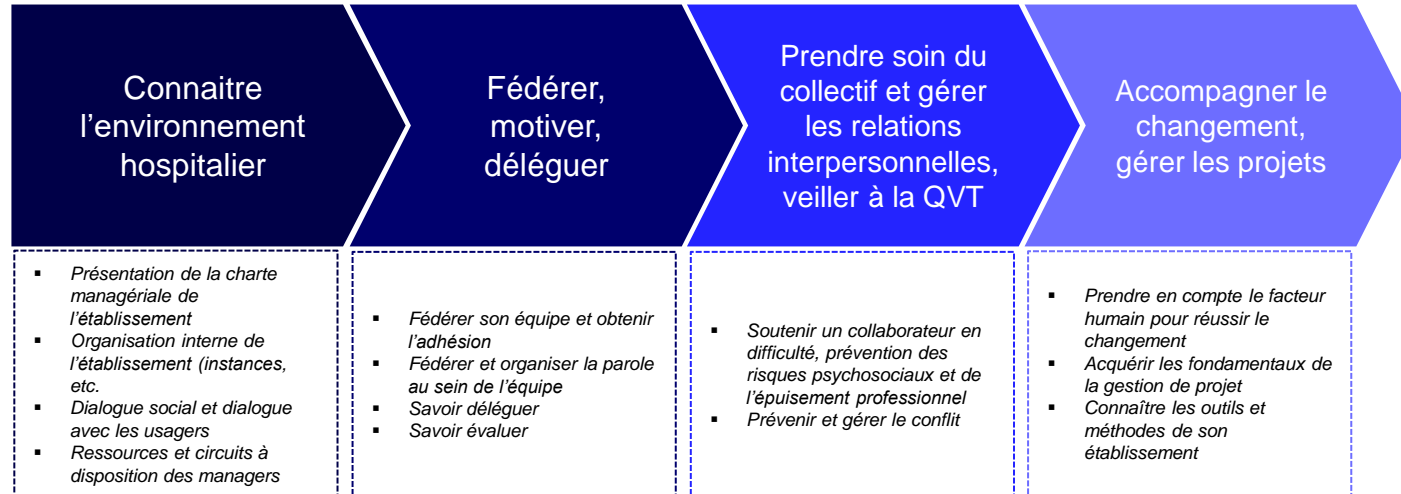 Connaitre
l’environnement
hospitalier
Fédérer,
motiver,
déléguer
Prendre soin du
collectif et gérer
les relations
interpersonnelles,
veiller à la QVT
Accompagner le
changement,
gérer les projets
▪ Présentation de la charte
managériale de
l’établissement
▪ Organisation interne de
l’établissement (instances,
etc.
▪ Dialogue social et dialogue
avec les usagers
▪ Ressources et circuits à
disposition des managers
▪ Fédérer son équipe et obtenir
l’adhésion
▪ Fédérer et organiser la parole
au sein de l’équipe
▪ Savoir déléguer
▪ Savoir évaluer
▪ Soutenir un collaborateur en
difficulté, prévention des
risques psychosociaux et de
l’épuisement professionnel
▪ Prévenir et gérer le conflit
▪ Prendre en compte le facteur
humain pour réussir le
changement
▪ Acquérir les fondamentaux de
la gestion de projet
▪ Connaître les outils et
méthodes de son
établissement